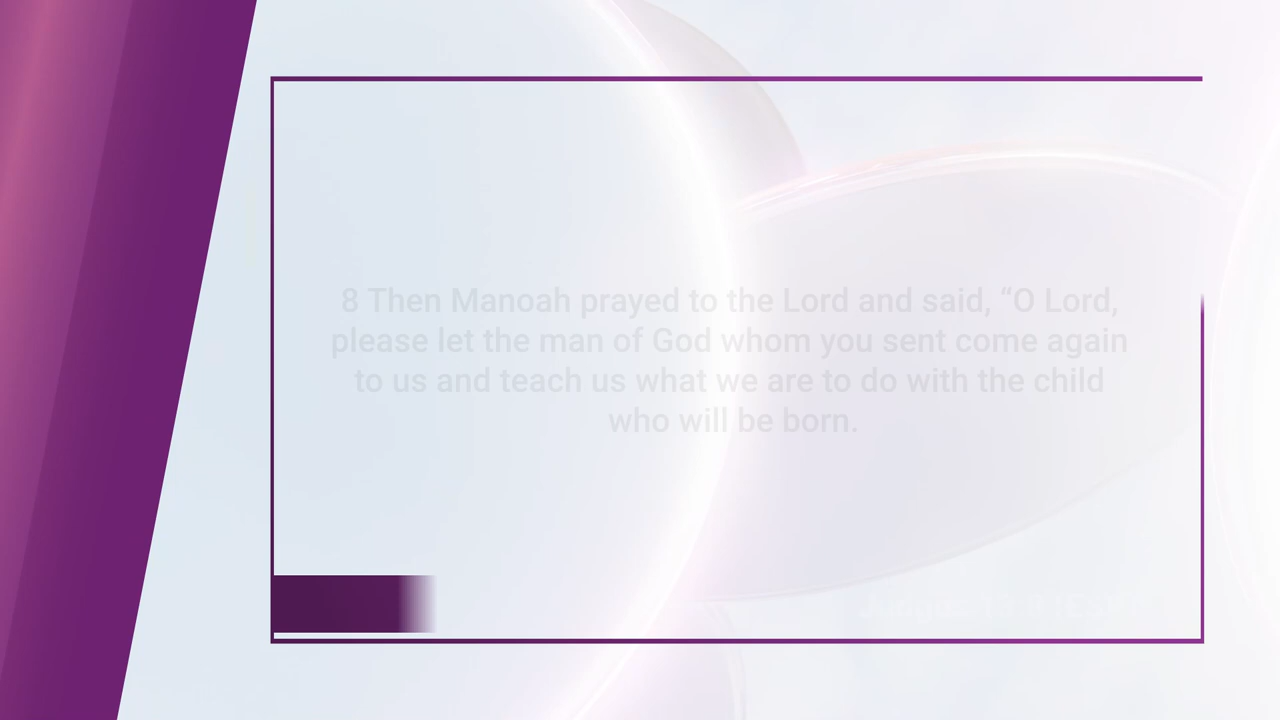 8 Then Manoah prayed to the Lord and said, “O Lord,
please let the man of God whom you sent come again
to us and teach us what we are to do with the child
who will be born.